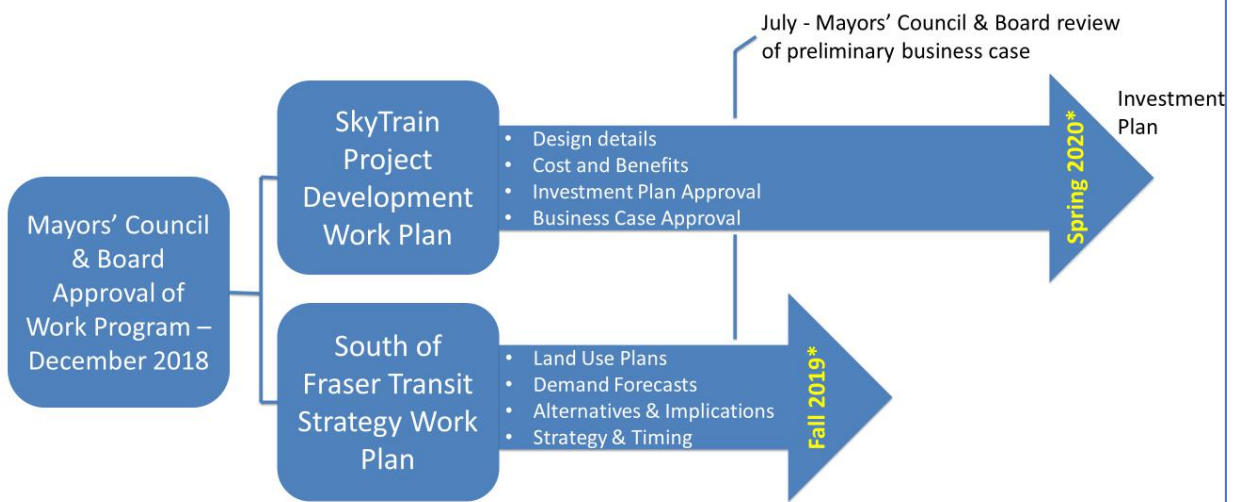 July - Mayors’ Council & Board review
of preliminary business case
Mayors’ Council
& Board
Approval of
Work Program –
December 2018
SkyTrain
Project
Development
Work Plan
• Design details
• Cost and Benefits
• Investment Plan Approval
• Business Case Approval
Spring 2020*
Investment
Plan
South of
Fraser Transit
Strategy Work
Plan
• Land Use Plans
• Demand Forecasts
• Alternatives & Implications
• Strategy & Timing
Fall 2019*